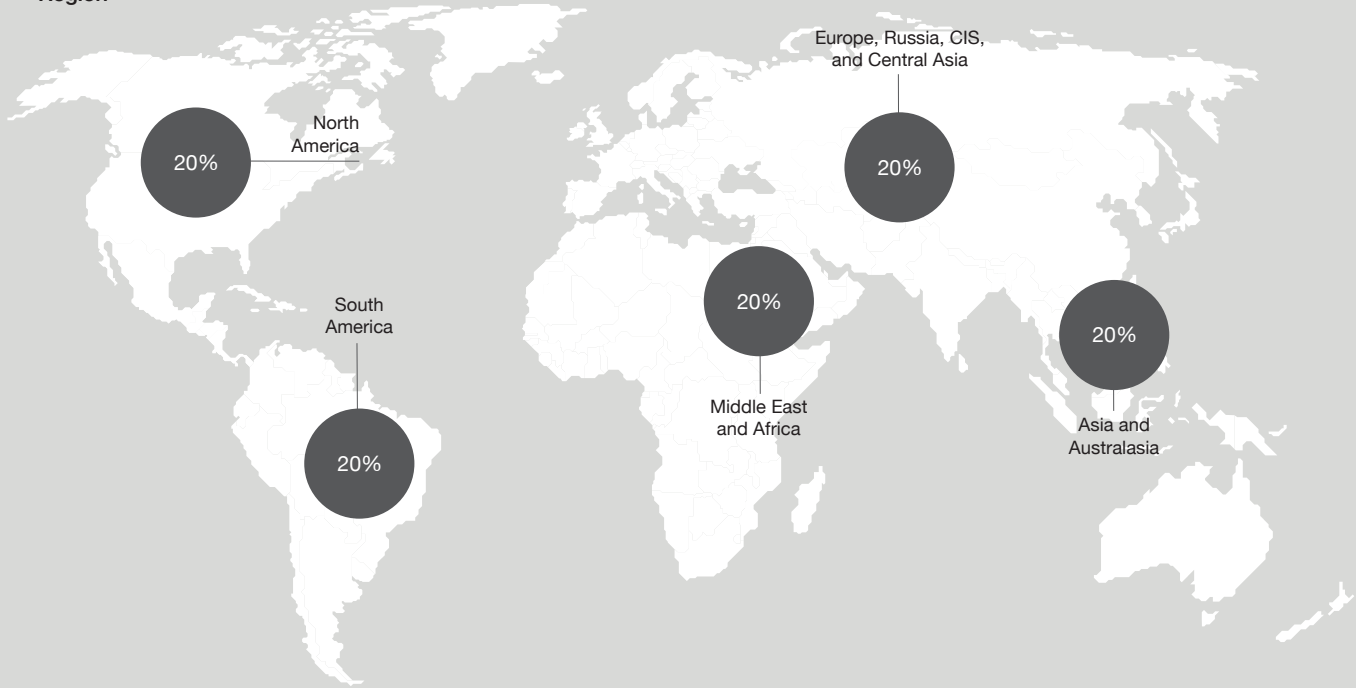 Region
Europe, Russia, CIS,
and Central Asia
20%
North
America
20%
20%
Middle East
and Africa
South
America
20%
20%
Asia and
Australasia